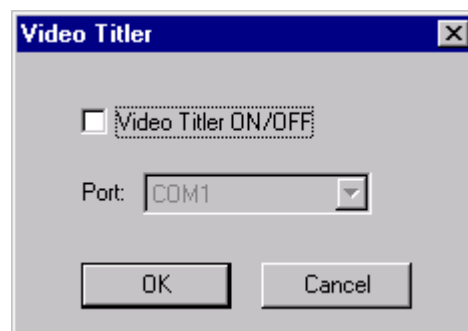 Video Titler
Video Titler ON/OFF
Port: COM1
OK Cancel